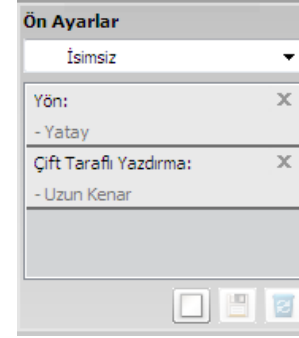 Ön Ayarlar
İsimsiz
Yön:
- Yatay
Çift Taraflı Yazdırma:
- Uzun Kenar